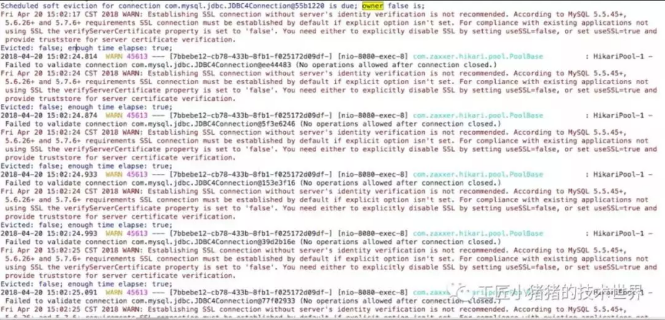 Scheduled soft eviction for connection com.mysql.jdbc.JDBC4Connection@55b1220 is due; owner false is;
Fri Apr 20 15:02:17 CST 2018 WARN: Establishing SSL connection without server's identity verification is not recommended. According to MySQL 5.5.45+,
5.6.26+ and 5.7.6+ requirements SSL connection must be established by default if explicit option isn't set. For compliance with existing applications not
using SSL the verifyServerCertificate property is set to 'false'. You need either to explicitly disable SSL by setting useSSL=false, or set useSSL=true and
provide truststore for server certificate verification.
Evicted: false; enough time elapse: true;
2018-04-20 15:02:24.814 WARN 45613 --- [7bbebe12-cb78-433b-8fb1-f025172d09df-] [nio-8080-exec-8] com.zaxxer.hikari.pool.PoolBase : HikariPool-1 -
Failed to validate connection com.mysql.jdbc.JDBC4Connection@ (No operations allowed after connection closed.)
Fri Apr 20 15:02:24 CST 2018 WARN: Establishing SSL connection without server's identity verification is not recommended. According to MySQL 5.5.45+,
5.6.26+ and 5.7.6+ requirements SSL connection must be established by default if explicit option isn't set. For compliance with existing applications not
using SSL the verifyServerCertificate property is set to 'false'. You need either to explicitly disable SSL by setting useSSL=false, or set useSSL=true and
provide truststore for server certificate verification.
Evicted: false; enough time elapse: true;
2018-04-20 15:02:24.874 WARN 45613 --- [7bbebe12-cb78-433b-8fb1-f025172d09df-] [nio-8080-exec-8] com.zaxxer.hikari.pool.PoolBase : HikariPool-1 -
Failed to validate connection com.mysql.jdbc.JDBC4Connection@5f3e6246 (No operations allowed after connection closed.)
Fri Apr 20 15:02:24 CST 2018 WARN: Establishing SSL connection without server's identity verification is not recommended. According to MySQL 5.5.45+,
5.6.26+ and 5.7.6+ requirements SSL connection must be established by default if explicit option isn't set. For compliance with existing applications not
using SSL the verifyServerCertificate property is set to 'false'. You need either to explicitly disable SSL by setting useSSL=false, or set useSSL=true and
provide truststore for server certificate verification.
Evicted: false; enough time elapse: true;
2018-04-20 15:02:24.933 WARN 45613 --- [7bbebe12-cb78-433b-8fb1-f025172d09df-] [nio-8080-exec-8] com.zaxxer.hikari.pool.PoolBase : HikariPool-1 -
Failed to validate connection com.mysql.jdbc.JDBC4Connection@153e3f16 (No operations allowed after connection closed.)
Fri Apr 20 15:02:24 CST 2018 WARN: Establishing SSL connection without server's identity verification is not recommended. According to MySQL 5.5.45+,
5.6.26+ and 5.7.6+ requirements SSL connection must be established by default if explicit option isn't set. For compliance with existing applications not
using SSL the verifyServerCertificate property is set to 'false'. You need either to explicitly disable SSL by setting useSSL=false, or set useSSL=true and
provide truststore for server certificate verification.
Evicted: false; enough time elapse: true;
2018-04-20 15:02:24.993 WARN 45613 --- [7bbebe12-cb78-433b-8fb1-f025172d09df-] [nio-8080-exec-8] com.zaxxer.hikari.pool.PoolBase : HikariPool-1 -
Failed to validate connection com.mysql.jdbc.JDBC4Connection@39d2b1b6 (No operations allowed after connection closed.)
Fri Apr 20 15:02:25 CST 2018 WARN: Establishing SSL connection without server's identity verification is not recommended. According to MySQL 5.5.45+,
5.6.26+ and 5.7.6+ requirements SSL connection must be established by default if explicit option isn't set. For compliance with existing applications not
using SSL the verifyServerCertificate property is set to 'false'. You need either to explicitly disable SSL by setting useSSL=false, or set useSSL=true and
provide truststore for server certificate verification.
Evicted: false; enough time elapse: true;
2018-04-20 15:02:25.091 WARN 45613 --- [7bbebe12-cb78-433b-8fb1-f025172d09df-] [nio-8080-exec-8] com.zaxxer.hikari.pool.PoolBase : HikariPool-1 -
Failed to validate connection com.mysql.jdbc.JDBC4Connection@77f02933 (No operations allowed after connection closed.)
Fri Apr 20 15:02:25 CST 2018 WARN: Establishing SSL connection without server's identity verification is not recommended. According to MySQL 5.5.45+,
工匠小猪猪的技术世界